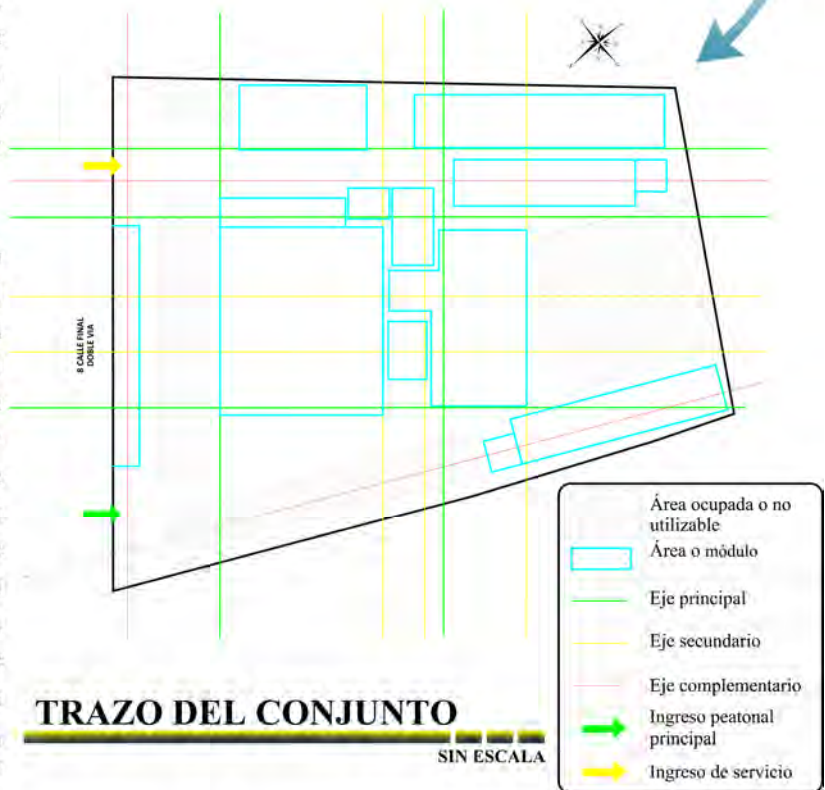 8 CALLE FINAL
DOBLE VIA
Área ocupada o no
utilizable
Área o módulo
Eje principal
Eje secundario
Eje complementario
Ingreso peatonal
principal
Ingreso de servicio
TRAZO DEL CONJUNTO
SIN ESCALA